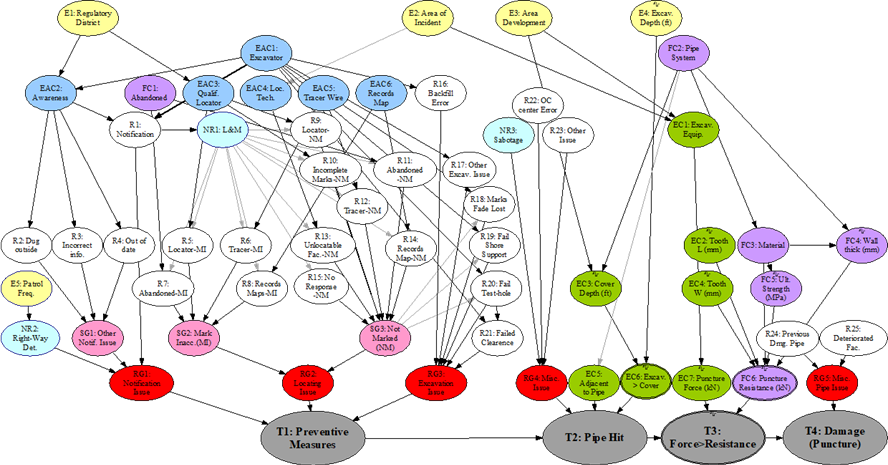 E1: Regulatory
District
E2: Area of
Incident
E3: Area
Development
E4: Excav.
Depth (ft)
EAC1:
Excavator
FC2: Pipe
System
EAC2:
Awareness
FC1:
Abandoned
EAC3:
Qualif.
Locator
EAC4: Loc.
Tech.
EAC5:
Tracer Wire
EAC6:
Records
Map
R16:
Backfill
Error
R22: OC
center Error
R1:
Notification
NR1: L&M
R9:
Locator-
NM
NR3:
Sabotage
R23: Other
Issue
EC1: Excav.
Equip.
R10:
Incomplete
Marks-NM
R11:
Abandoned
-NM
R17: Other
Excav. Issue
R12:
Tracer-NM
R18: Marks
Fade Lost
R2: Dug
outside
R3:
Incorrect
info.
R4: Out of
date
R5:
Locator-MI
R6:
Tracer-MI
R13:
Unlocatable
Fac.-NM
R14:
Records
Map-NM
R19: Fail
Shore
Support
EC2: Tooth
L (mm)
FC3: Material
FC4: Wall
thick (mm)
E5: Patrol
Freq.
R7:
Abandoned-MI
R8: Records
Maps-MI
R15: No
Response
-NM
R20: Fail
Test-hole
EC3: Cover
Depth (ft)
EC4: Tooth
W (mm)
FC5: Ult.
Strength
(MPa)
NR2:
Right-Way
Det.
SG1: Other
Notif. Issue
SG2: Mark
Inacc. (MI)
SG3: Not
Marked
(NM)
R21: Failed
Clearence
R24: Previous
Dmg. Pipe
R25:
Deteriorated
Fac.
RG1:
Notification
Issue
RG2:
Locating
Issue
RG3:
Excavation
Issue
RG4: Misc.
Issue
EC5:
Adjacent
to Pipe
EC6: Excav.
> Cover
EC7: Puncture
Force (kN)
FC6: Puncture
Resistance (kN)
RG5: Misc.
Pipe Issue
T1: Preventive
Measures
T2: Pipe Hit
T3:
Force>Resistance
T4: Damage
(Puncture)